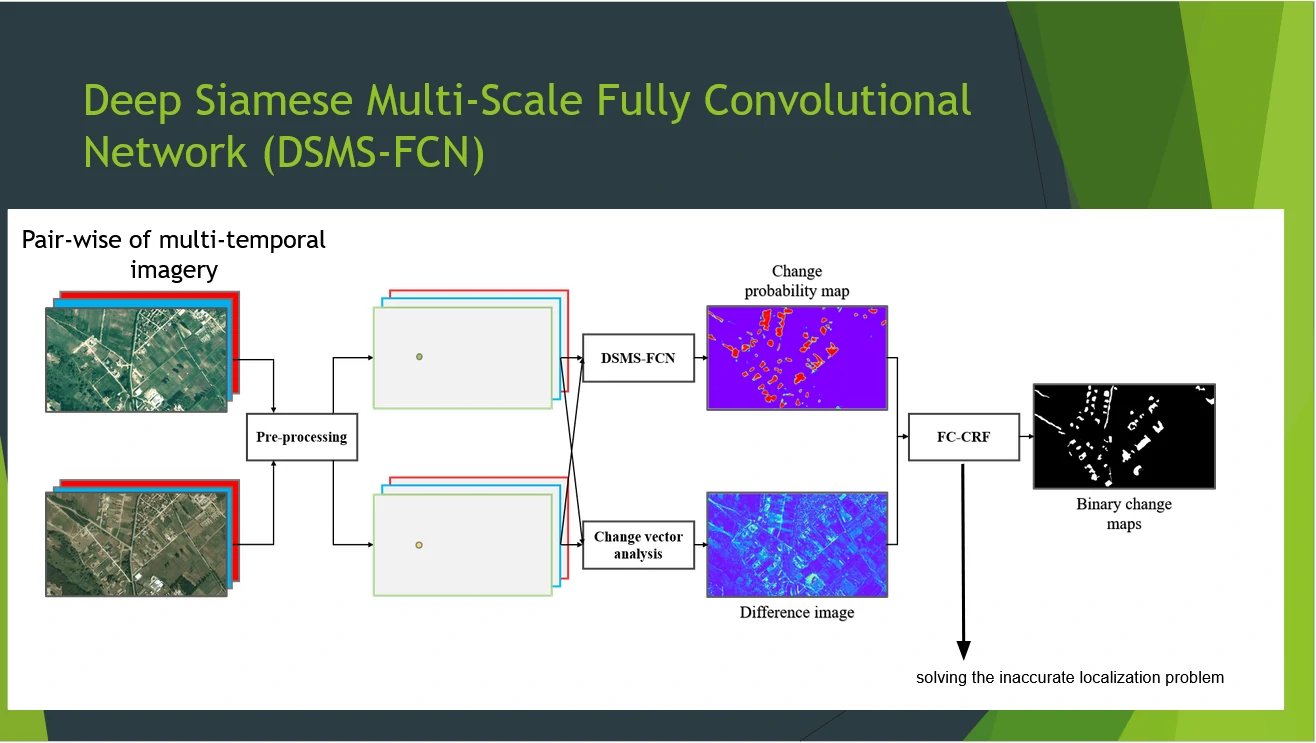 Deep Siamese Multi-Scale Fully Convolutional
Network (DSMS-FCN)
Pair-wise of multi-temporal
imagery
Pre-processing
DSMS-FCN
Change vector
analysis
Change
probability map
Difference image
FC-CRF
Binary change
maps
solving the inaccurate localization problem